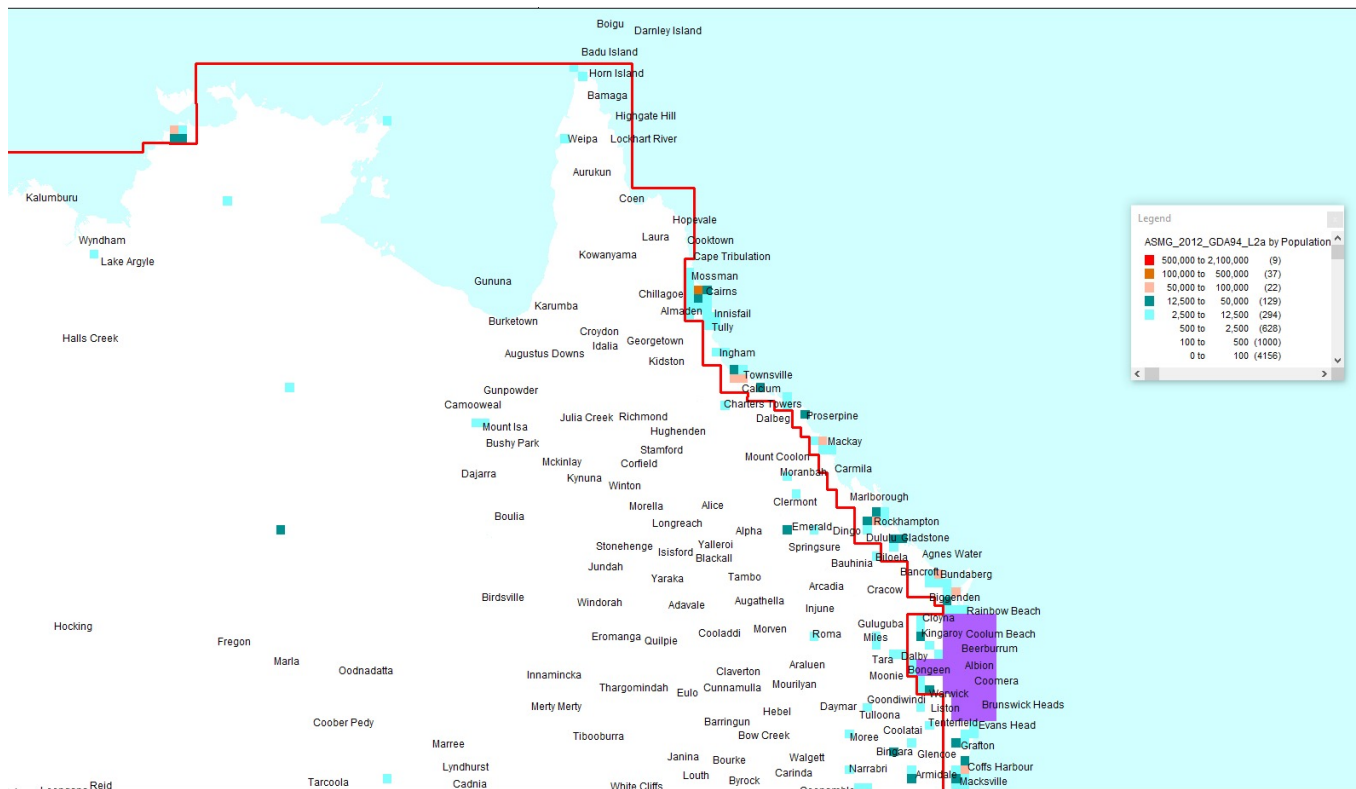 Boigu
Darnley Island
Badu Island
Horn Island
Bamaga
Highgate Hill
Weipa
Lockhart River
Aurukun
Kalumburu
Coen
Hopevale
Laura
Cooktown
Wyndham
Kowanyama
Cape Tribulation
Lake Argyle
Mossman
Gununa
Chillagoe
Cairns
Karumba
Almaden
Innisfail
Burketown
Tully
Croydon
Halls Creek
Georgetown
Idalia
Augustus Downs
Ingham
Kidston
Townsville
Gunpowder
Calcium
Camooweal
Charters Towers
Julia Creek
Richmond
Dalbeg
Proserpine
Mount Isa
Hughenden
Bushy Park
Mackay
Stamford
Mount Coolon
Mckinlay
Corfield
Carmila
Dajarra
Kynuna
Moranbah
Winton
Marlborough
Clermont
Morella
Alice
Boulia
Longreach
Rockhampton
Alpha
Emerald
Dingo
Dululu
Gladstone
Stonehenge
Yalleroi
Springsure
Isisford
Blackall
Agnes Water
Biloela
Jundah
Bauhinia
Bancroft
Bundaberg
Yaraka
Tambo
Arcadia
Cracow
Birdsville
Windorah
Adavale
Augathella
Biggenden
Injune
Rainbow Beach
Cloyna
Hocking
Guluguba
Fregon
Eromanga
Quilpie
Cooladdi
Morven
Roma
Miles
Kingaroy
Coolum Beach
Beerburrum
Marla
Oodnadatta
Tara
Dalby
Araluen
Albion
Innamincka
Claverton
Moonie
Bongeen
Coomera
Thargomindah
Eulo
Cunnamulla
Mourilyan
Warwick
Goondiwindi
Merty Merty
Hebel
Daymar
Liston
Brunswick Heads
Tulloona
Coober Pedy
Barringun
Tenterfield
Evans Head
Tibooburra
Bow Creek
Coolatai
Moree
Marree
Bingara
Glencoe
Grafton
Janina
Bourke
Walgett
Lyndhurst
Narrabri
Coffs Harbour
Louth
Carinda
Armidale
Tarcoola
Cadnia
White Cliffs
Byrock
Macksville
Reid
Legend
ASMG_2012_GDA94_L2a by Population
500,000 to 2,100,000 (9)
100,000 to 500,000 (37)
50,000 to 100,000 (22)
12,500 to 50,000 (129)
2,500 to 12,500 (294)
500 to 2,500 (628)
100 to 500 (1000)
0 to 100 (4156)